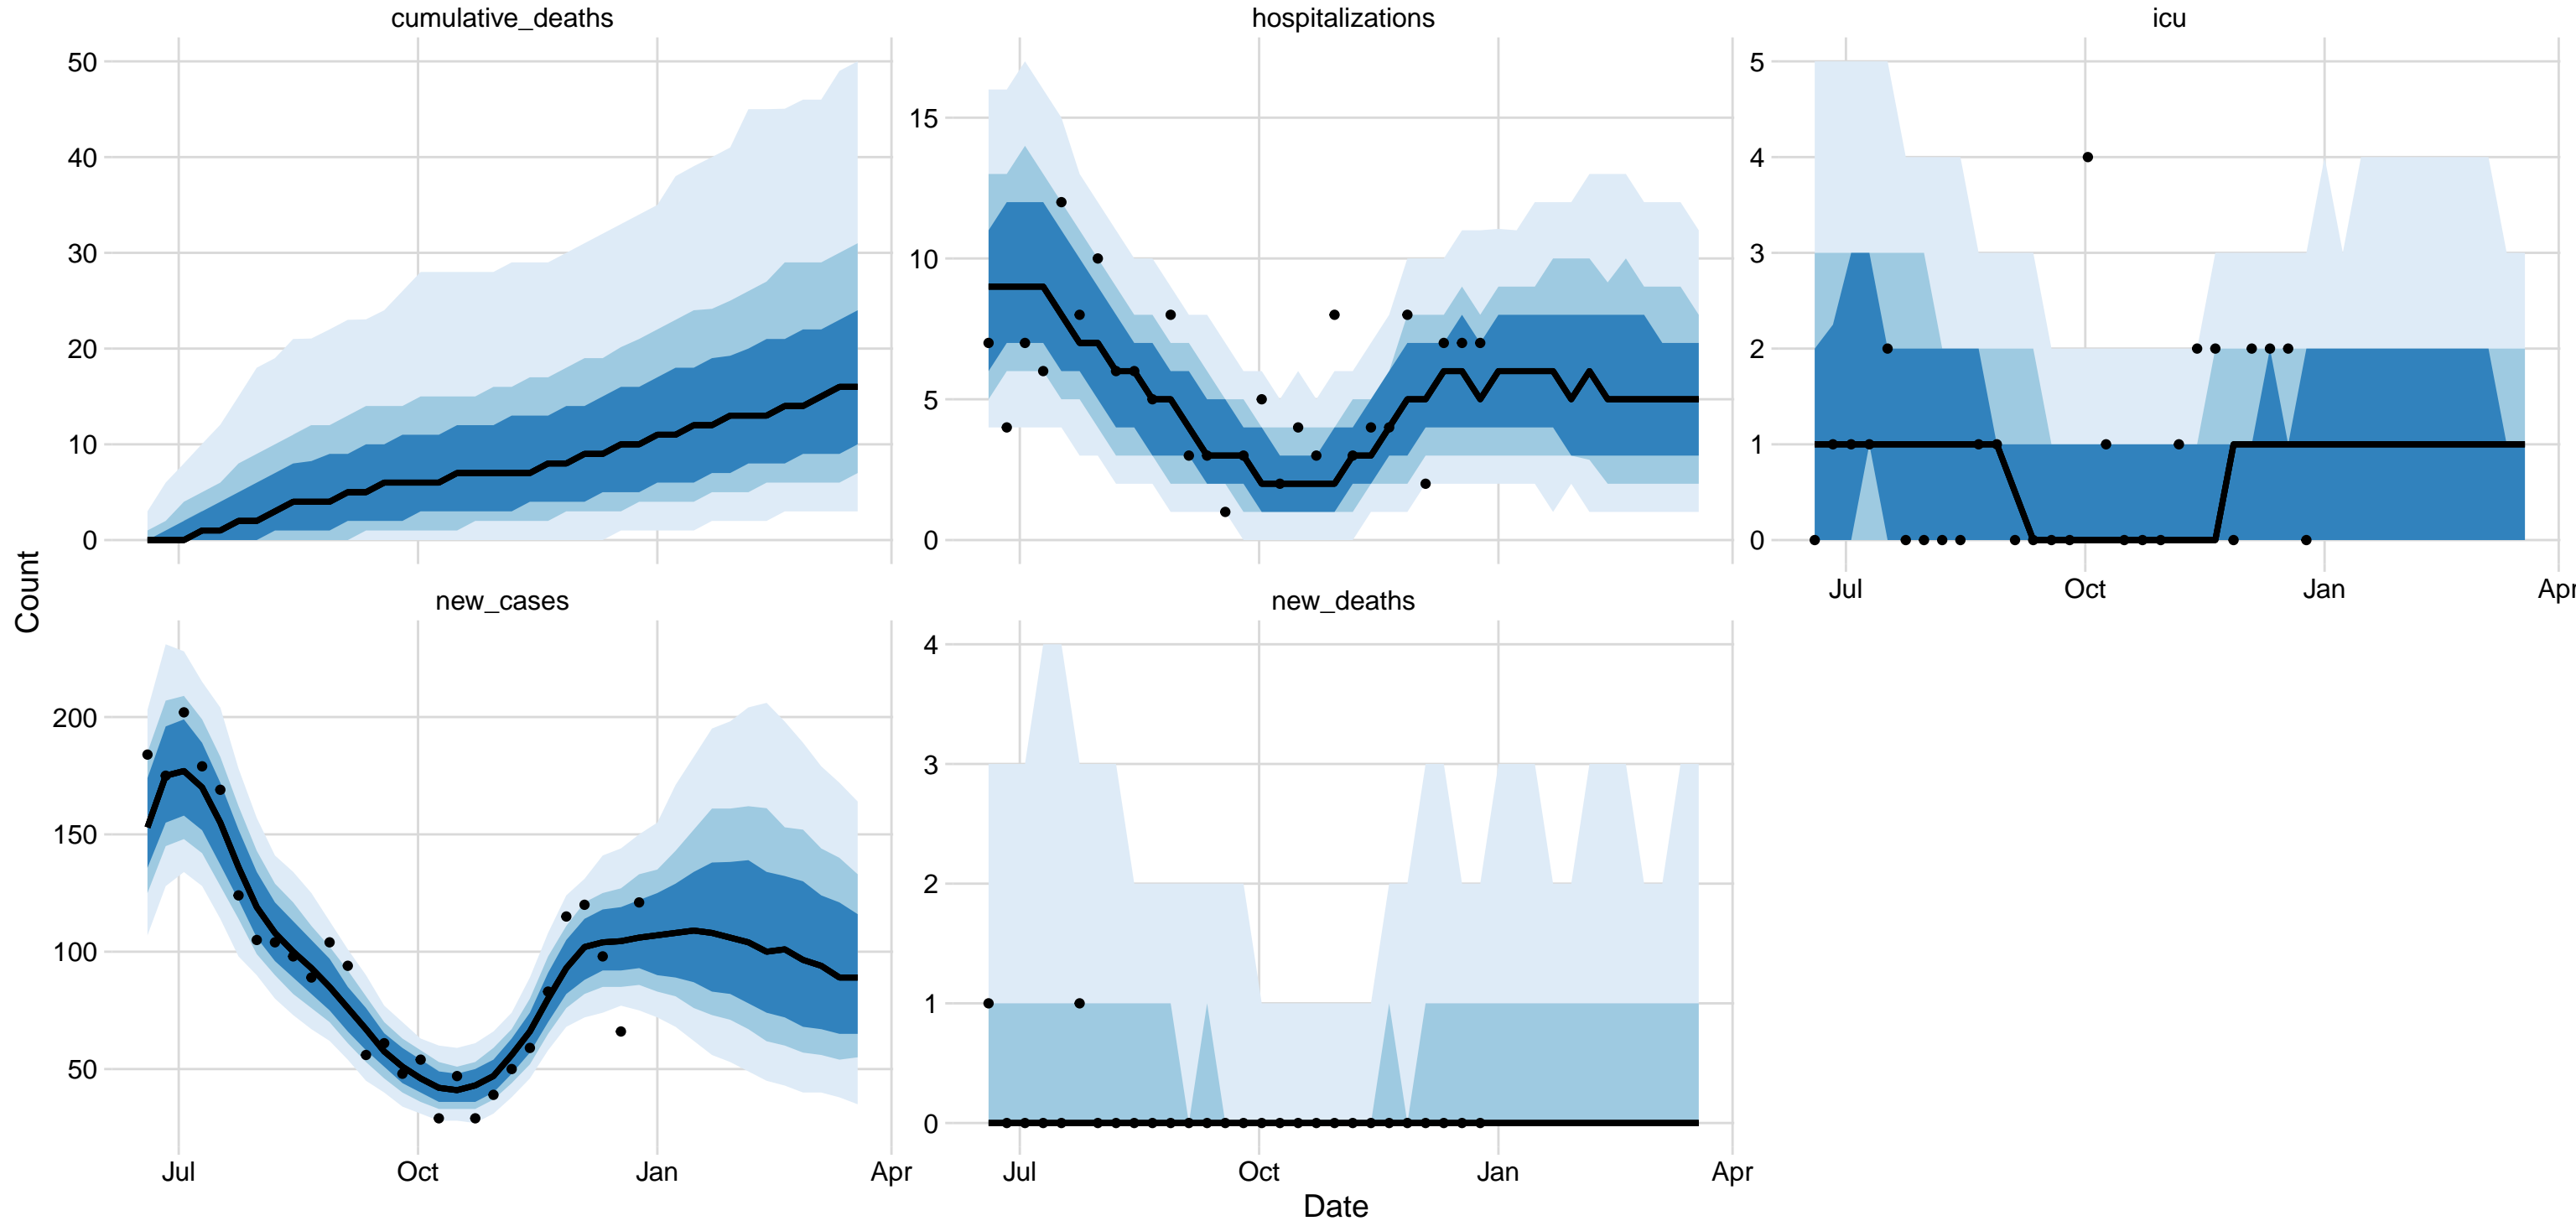 cumulative_deaths
hospitalizations
icu
50
40
30
20
10
0
15
10
5
0
5
4
3
2
1
0
Jul
Oct
Jan
Apr
Count
new_cases
new_deaths
200
150
100
50
4
3
2
1
0
Jul
Oct
Jan
Apr
Jul
Oct
Jan
Apr
Date